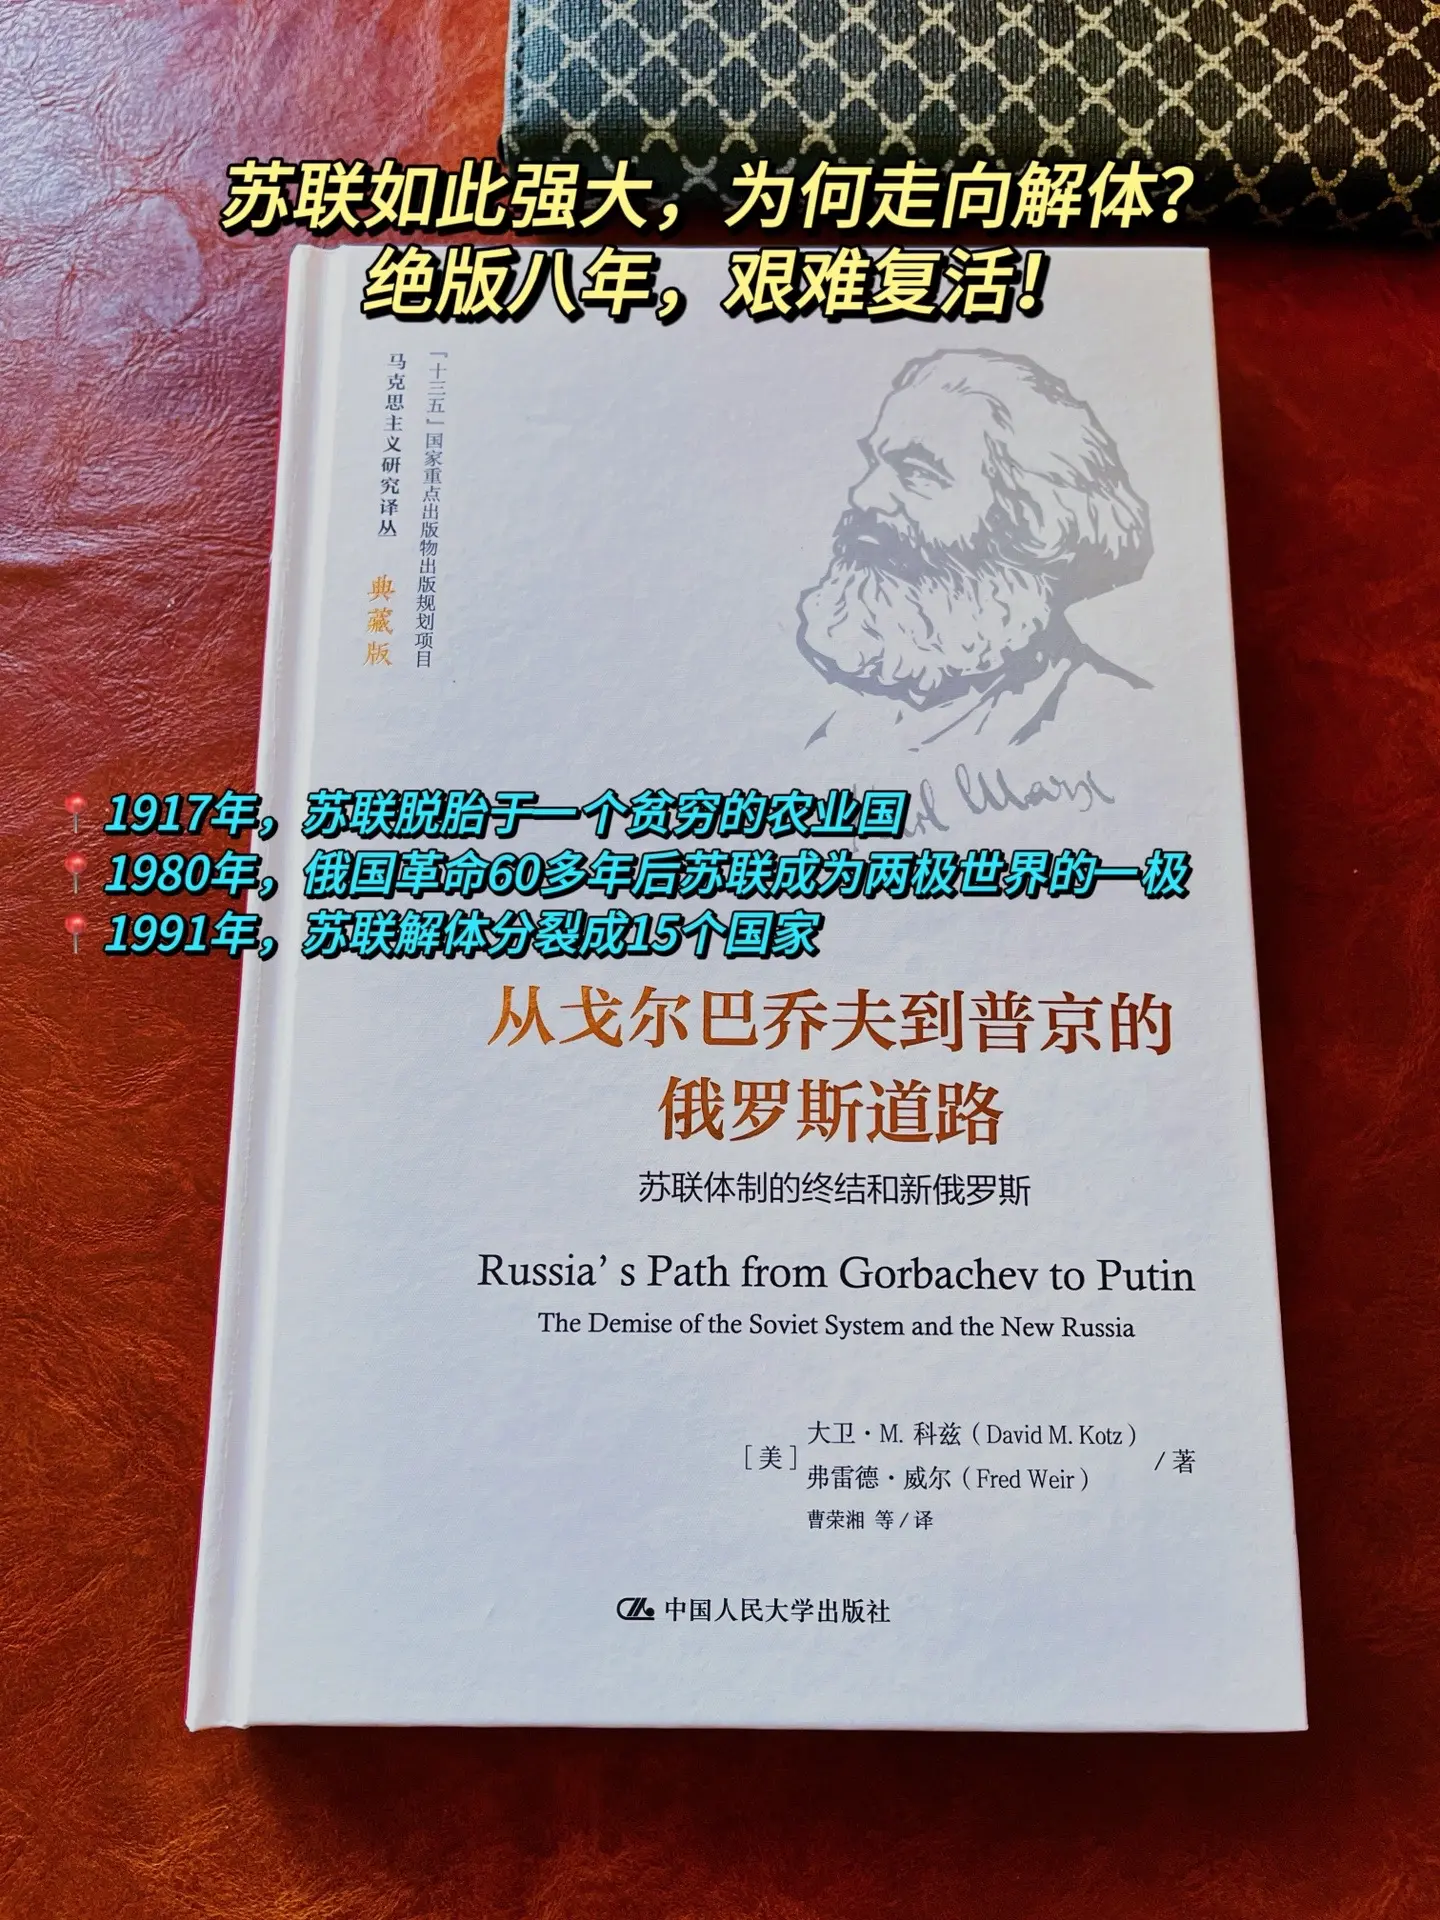 苏联如此强大，为何走向解体？
绝版八年，艰难复活！
「十三五」国家重点出版物出版规划项目
马克思主义研究译丛
典藏版
Karl Marx
1917年，苏联脱胎于一个贫穷的农业国
1980年，俄国革命60多年后苏联成为两极世界的一极
1991年，苏联解体分裂成15个国家
从戈尔巴乔夫到普京的
俄罗斯道路
苏联体制的终结和新俄罗斯
Russia’s Path from Gorbachev to Putin
The Demise of the Soviet System and the New Russia
［美］大卫·M. 科兹（David M. Kotz）
弗雷德·威尔（Fred Weir） / 著
曹荣湘 等 / 译
中国人民大学出版社